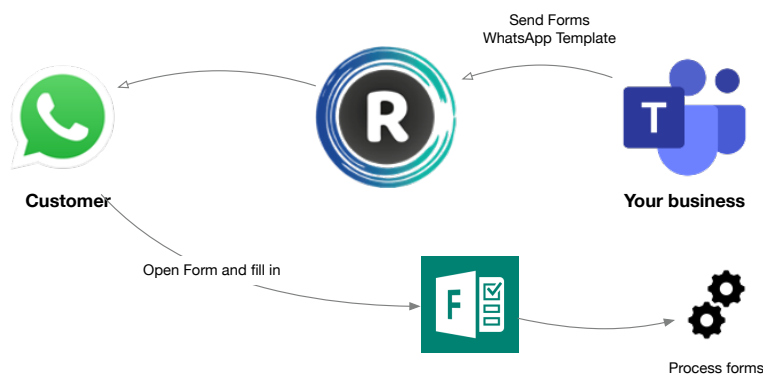 Send Forms
WhatsApp Template
R
T
Customer
Your business
Open Form and fill in
F
Process forms